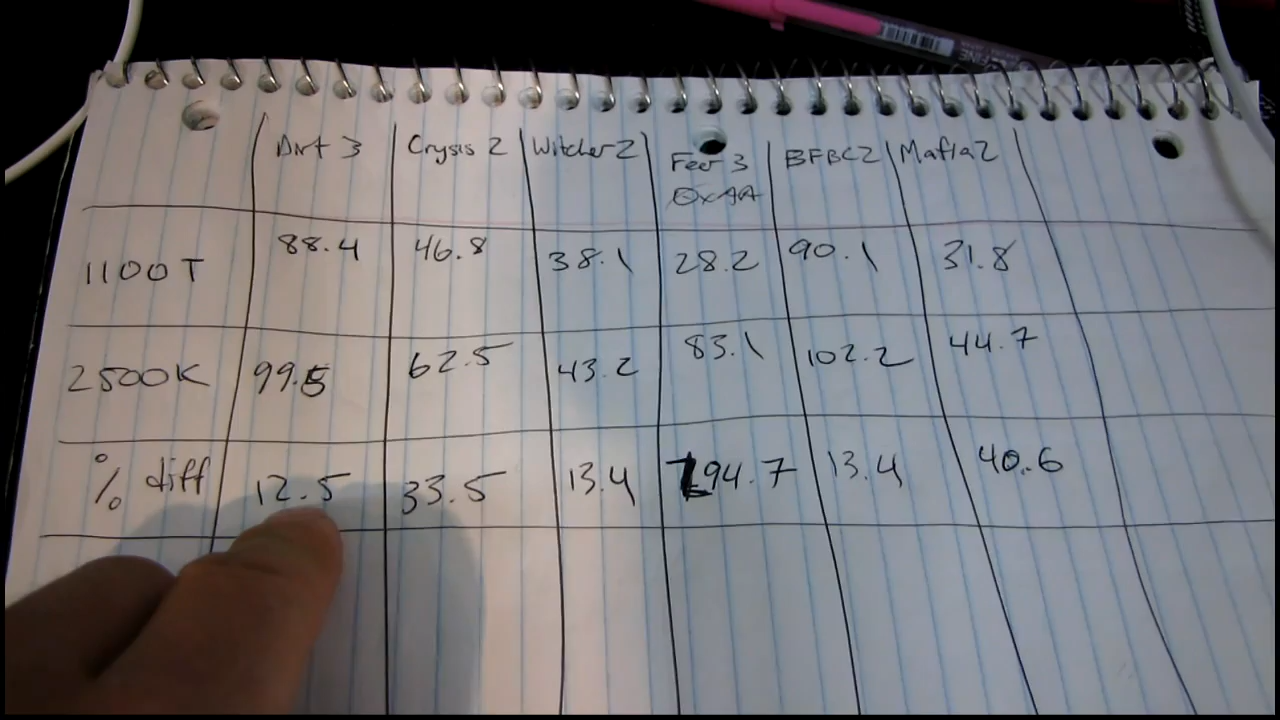 Dirt 3 Crysis 2 Witcher 2 Fear 3 BFBC2 Mafia 2
0xAA
1100T 88.4 46.8 38.1 28.2 90.1 31.8
2500K 99.5 62.5 43.2 83.1 102.2 44.7
% diff 12.5 33.5 13.4 194.7 13.4 40.6